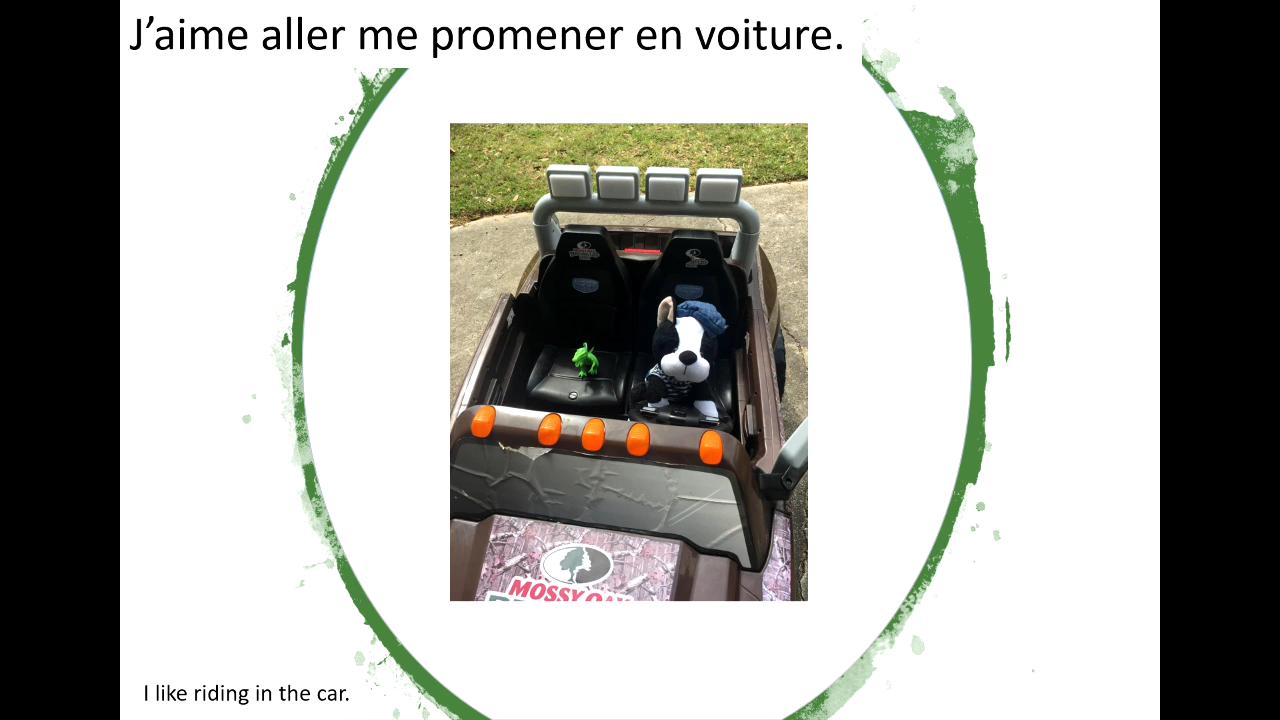 J’aime aller me promener en voiture.
MOSSY OAK
I like riding in the car.